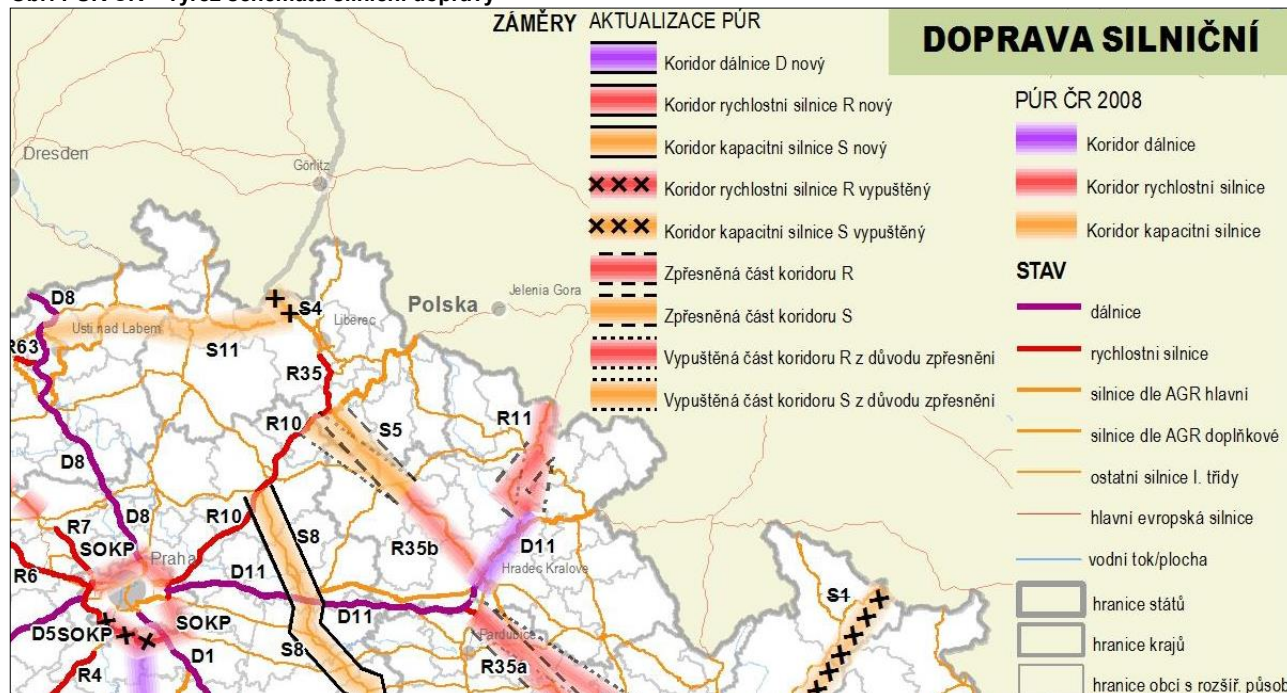 ZÁMĚRY
AKTUALIZACE PÚR
Koridor dálnice D nový
Koridor rychlostní silnice R nový
Koridor kapacitní silnice S nový
Koridor rychlostní silnice R vypuštěný
Koridor kapacitní silnice S vypuštěný
Zpřesněná část koridoru R
Zpřesněná část koridoru S
Vypuštěná část koridoru R z důvodu zpřesnění
Vypuštěná část koridoru S z důvodu zpřesnění
DOPRAVA SILNIČNÍ
PÚR ČR 2008
Koridor dálnice
Koridor rychlostní silnice
Koridor kapacitní silnice
STAV
dálnice
rychlostní silnice
silnice dle AGR hlavní
silnice dle AGR doplňkové
ostatní silnice I. třídy
hlavní evropská silnice
vodní tok/plocha
hranice států
hranice krajů
hranice obcí s rozšíř. půso
Dresden
Görlitz
Polska
Jelenia Gora
D8
S4
Usti nad Labem
Liberec
R63
S11
R35
R10
S5
R11
D8
D8
R10
R7
SOKP
Praha
S8
R35b
D11
R6
D11
Hradec Kralove
S1
D5
SOKP
SOKP
D11
D1
S8
Pardubice
R4
R35a